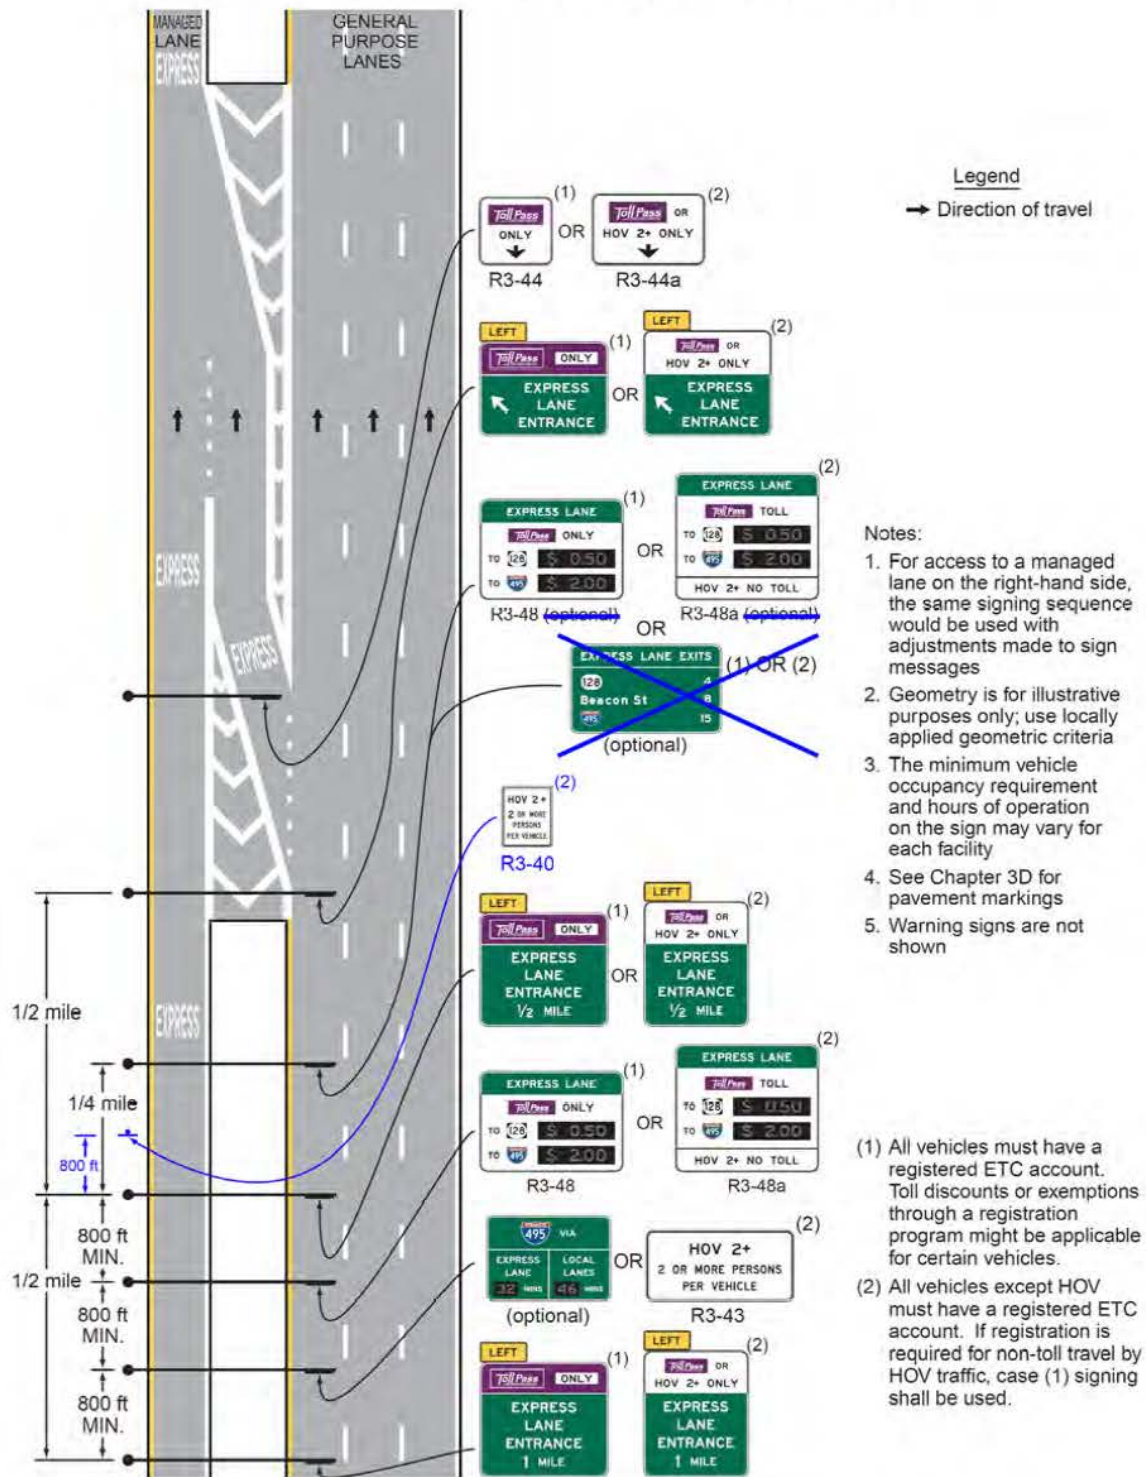 MANAGED
LANE
EXPRESS
GENERAL
PURPOSE
LANES
Legend
Direction of travel
Toll Pass
ONLY
(1)
R3-44
OR
Toll Pass OR
HOV 2+ ONLY
(2)
R3-44a
LEFT
Toll Pass ONLY
EXPRESS
LANE
ENTRANCE
(1)
OR
LEFT
Toll Pass OR
HOV 2+ ONLY
EXPRESS
LANE
ENTRANCE
(2)
EXPRESS LANE
Toll Pass ONLY
TO 128 $ 0.50
TO 495 $ 2.00
(1)
R3-48 (optional)
OR
EXPRESS LANE
Toll Pass TOLL
TO 128 $ 0.50
TO 495 $ 2.00
HOV 2+ NO TOLL
(2)
R3-48a (optional)
OR
EXPRESS LANE EXITS
128 4
Beacon St 8
495 15
(1) OR (2)
(optional)
EXPRESS
EXPRESS
HOV 2+
2 OR MORE
PERSONS
PER VEHICLE
(2)
R3-40
LEFT
Toll Pass ONLY
EXPRESS
LANE
ENTRANCE
1/2 MILE
(1)
OR
LEFT
Toll Pass OR
HOV 2+ ONLY
EXPRESS
LANE
ENTRANCE
1/2 MILE
(2)
EXPRESS
1/2 mile
1/4 mile
800 ft
EXPRESS LANE
Toll Pass ONLY
TO 128 $ 0.50
TO 495 $ 2.00
(1)
R3-48
OR
EXPRESS LANE
Toll Pass TOLL
TO 128 $ 0.50
TO 495 $ 2.00
HOV 2+ NO TOLL
(2)
R3-48a
1/2 mile
800 ft
MIN.
800 ft
MIN.
800 ft
MIN.
495 VIA
EXPRESS
LANE
32 MINS
LOCAL
LANES
46 MINS
(optional)
OR
HOV 2+
2 OR MORE PERSONS
PER VEHICLE
(2)
R3-43
LEFT
Toll Pass ONLY
EXPRESS
LANE
ENTRANCE
1 MILE
(1)
OR
LEFT
Toll Pass OR
HOV 2+ ONLY
EXPRESS
LANE
ENTRANCE
1 MILE
(2)
Notes:
1. For access to a managed
lane on the right-hand side,
the same signing sequence
would be used with
adjustments made to sign
messages
2. Geometry is for illustrative
purposes only; use locally
applied geometric criteria
3. The minimum vehicle
occupancy requirement
and hours of operation
on the sign may vary for
each facility
4. See Chapter 3D for
pavement markings
5. Warning signs are not
shown
(1) All vehicles must have a
registered ETC account.
Toll discounts or exemptions
through a registration
program might be applicable
for certain vehicles.
(2) All vehicles except HOV
must have a registered ETC
account. If registration is
required for non-toll travel by
HOV traffic, case (1) signing
shall be used.